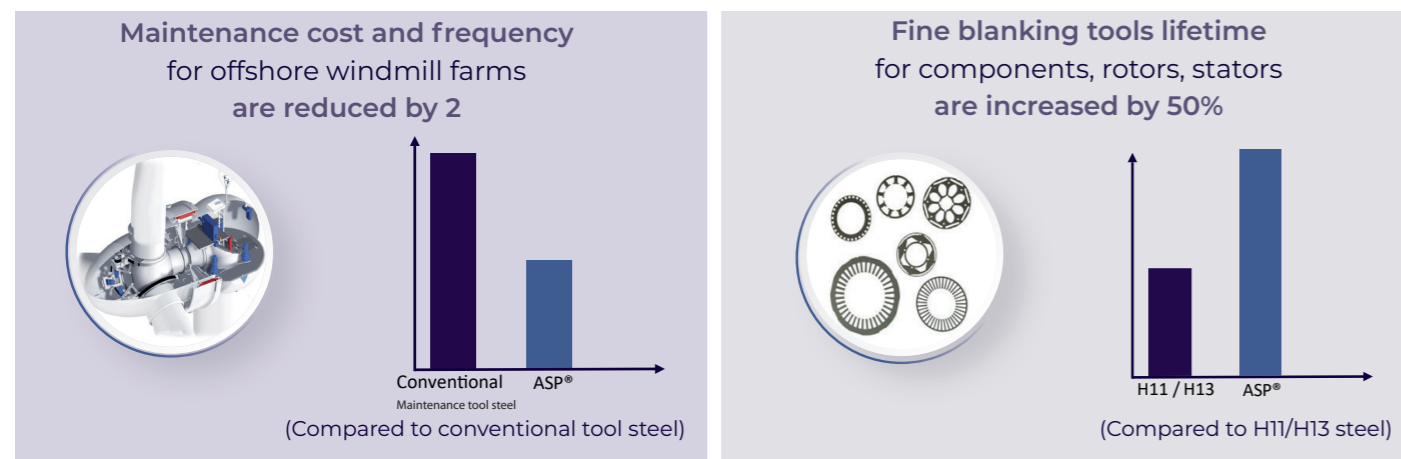 Maintenance cost and frequency
for offshore windmill farms
are reduced by 2
Conventional
ASP®
Maintenance tool steel
(Compared to conventional tool steel)
Fine blanking tools lifetime
for components, rotors, stators
are increased by 50%
H11 / H13
ASP®
(Compared to H11/H13 steel)